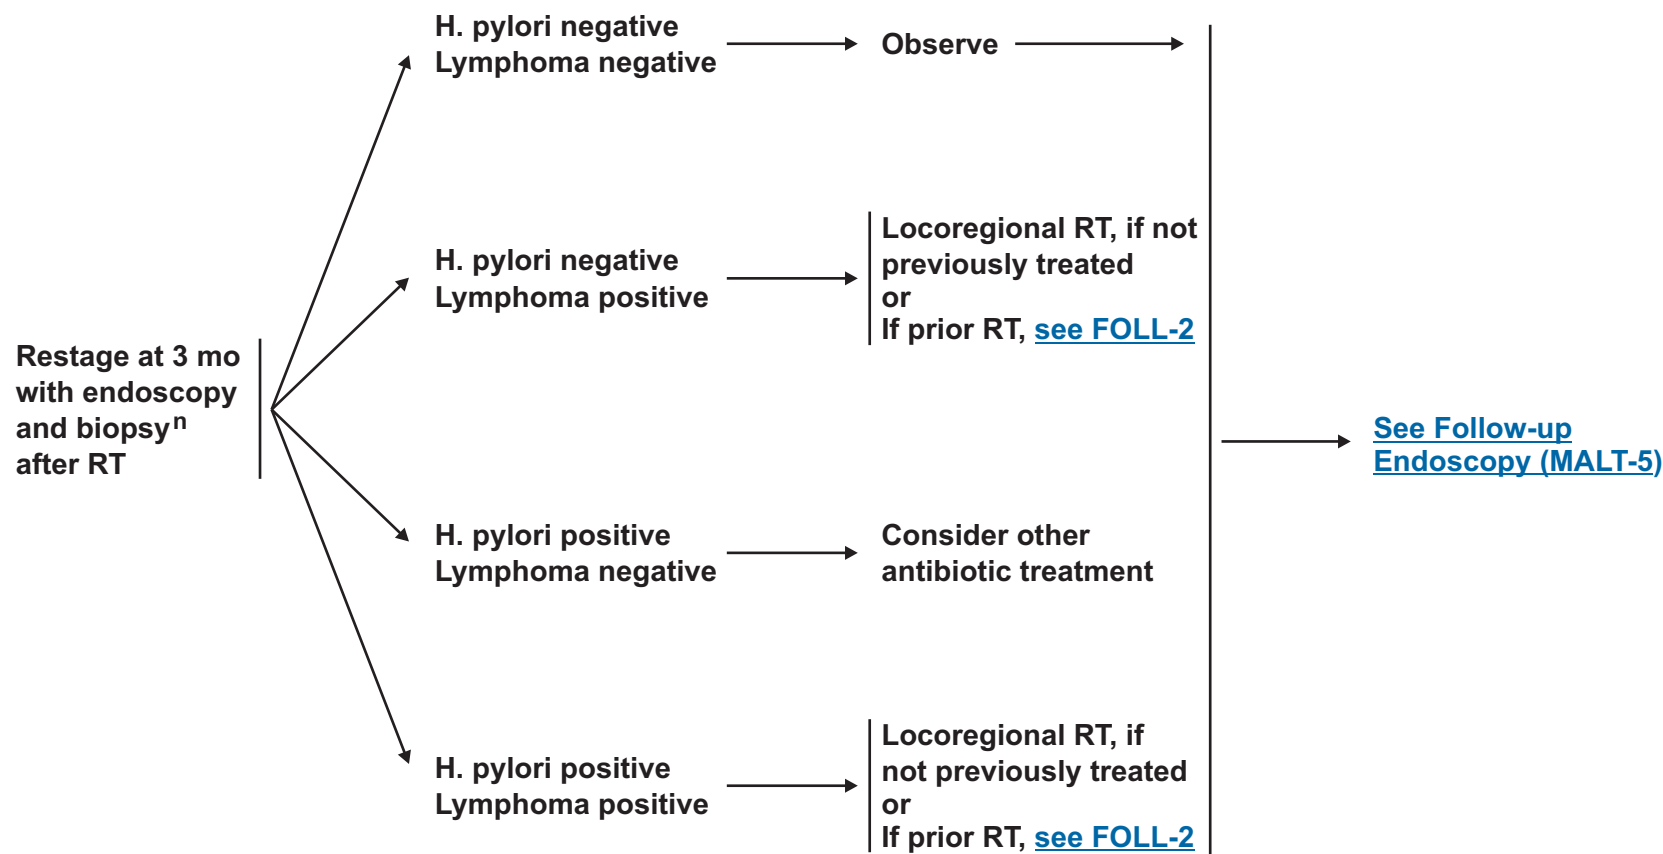 Restage at 3 mo
with endoscopy
and biopsyⁿ
after RT
H. pylori negative
Lymphoma negative
Observe
H. pylori negative
Lymphoma positive
Locoregional RT, if not
previously treated
or
If prior RT, see FOLL-2
H. pylori positive
Lymphoma negative
Consider other
antibiotic treatment
H. pylori positive
Lymphoma positive
Locoregional RT, if
not previously treated
or
If prior RT, see FOLL-2
See Follow-up
Endoscopy (MALT-5)